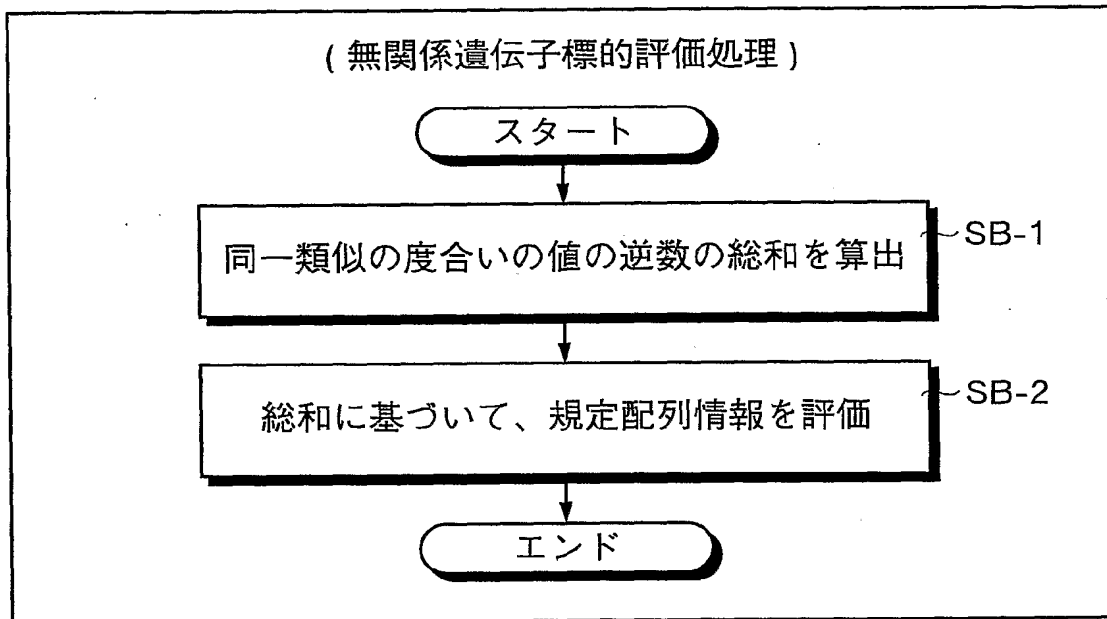 (無関係遺伝子標的評価処理)
スタート
同一類似の度合いの値の逆数の総和を算出
SB-1
総和に基づいて、規定配列情報を評価
SB-2
エンド